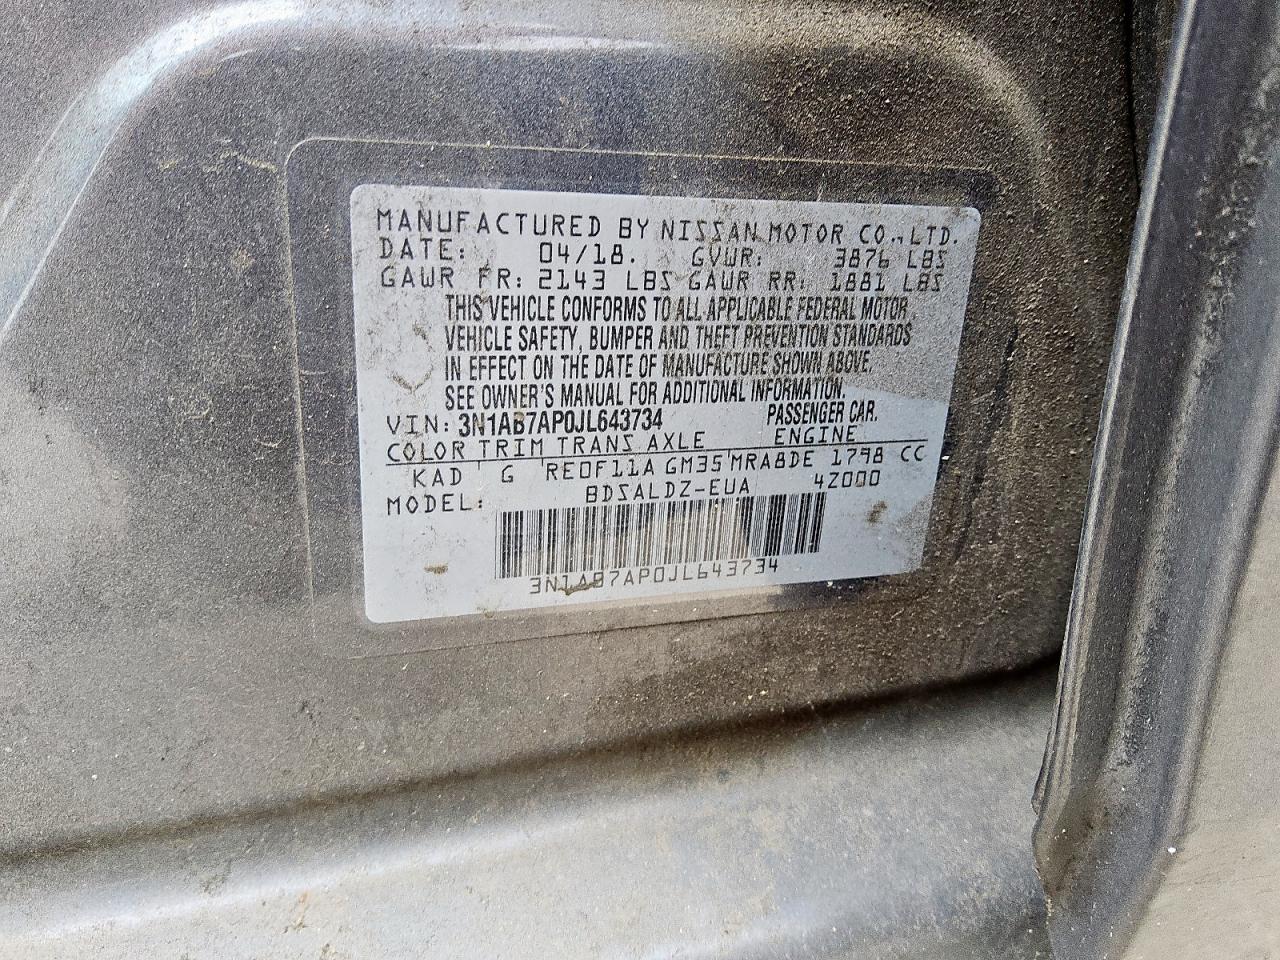 MANUFACTURED BY NISSAN MOTOR CO., LTD.
DATE: 04/18. GVWR: 3876 LBS
GAWR FR: 2143 LBS GAWR RR: 1881 LBS
THIS VEHICLE CONFORMS TO ALL APPLICABLE FEDERAL MOTOR
VEHICLE SAFETY, BUMPER AND THEFT PREVENTION STANDARDS
IN EFFECT ON THE DATE OF MANUFACTURE SHOWN ABOVE.
SEE OWNER'S MANUAL FOR ADDITIONAL INFORMATION.
VIN: 3N1AB7AP0JL643734 PASSENGER CAR.
COLOR TRIM TRANS AXLE ENGINE
KAD G RE0F11A GM35 MRA8DE 1798 CC
MODEL: BDSALDZ-EUA 42000
3N1AB7AP0JL643734